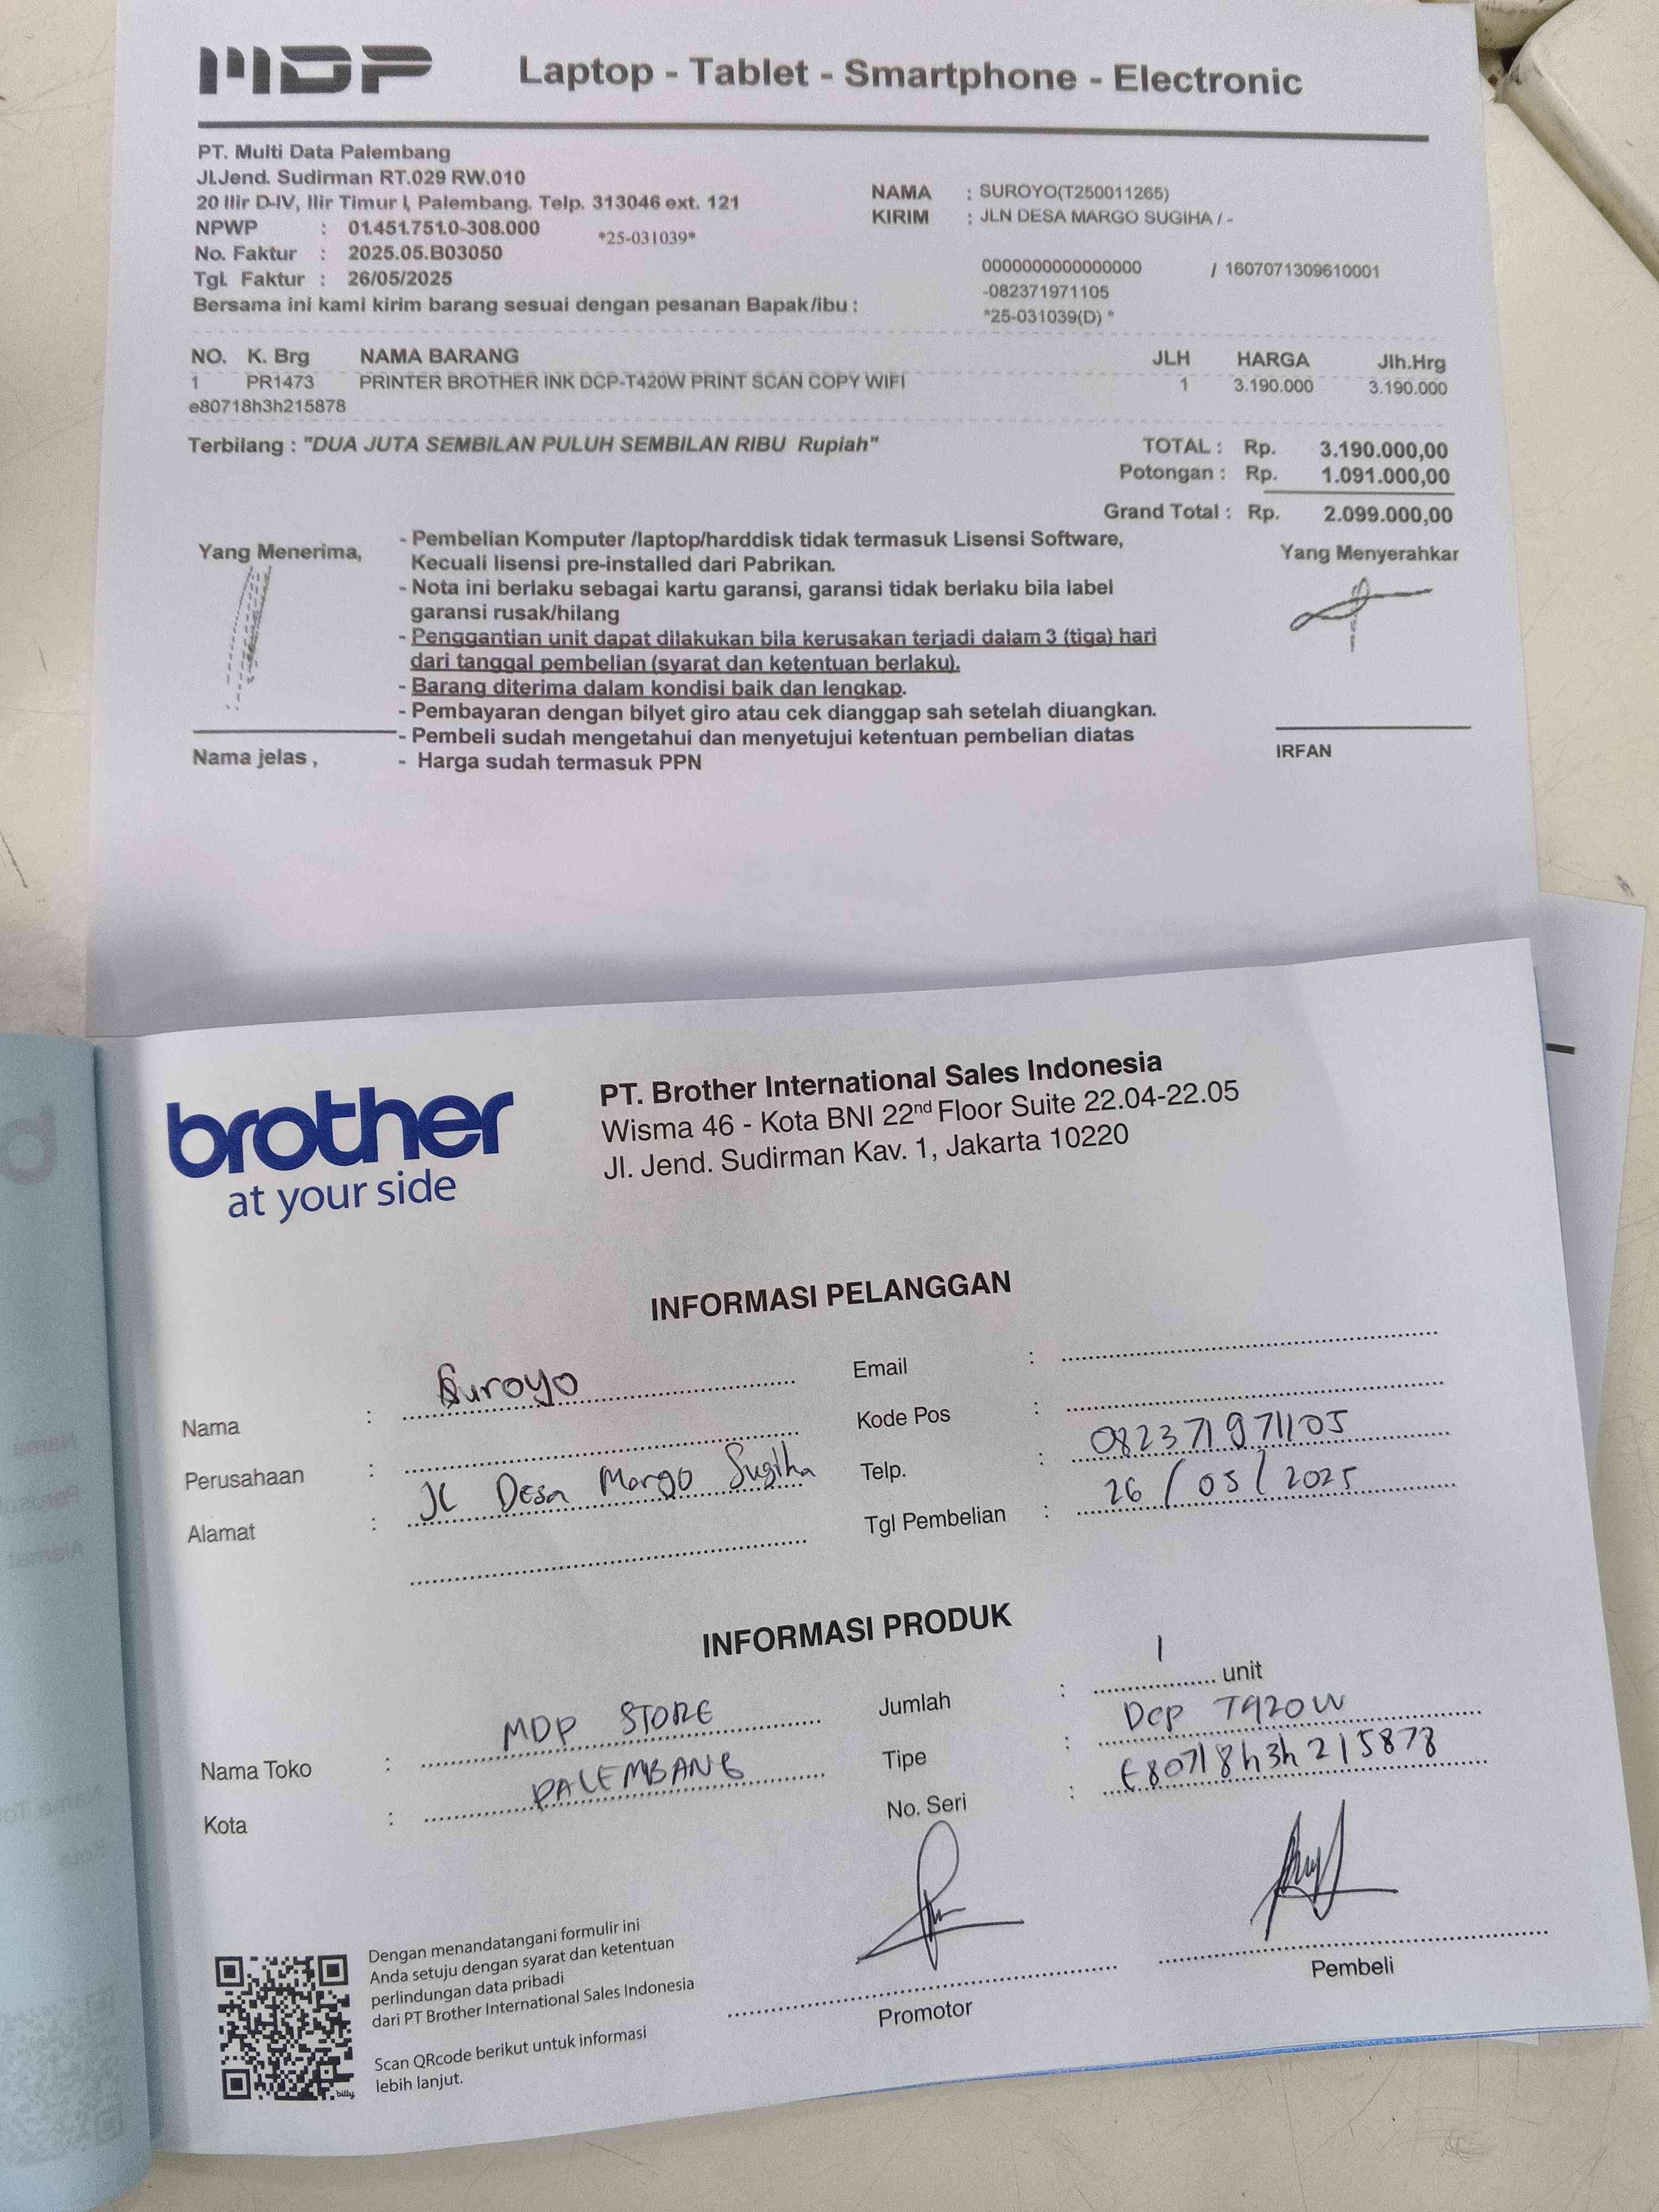 MDP Laptop - Tablet - Smartphone - Electronic
PT. Multi Data Palembang
Jl.Jend. Sudirman RT.029 RW.010
20 Ilir D-IV, Ilir Timur I, Palembang. Telp. 313046 ext. 121
NPWP : 01.451.751.0-308.000 *25-031039*
No. Faktur : 2025.05.B03050
Tgl. Faktur : 26/05/2025
Bersama ini kami kirim barang sesuai dengan pesanan Bapak/ibu :
NAMA : SUROYO(T250011265)
KIRIM : JLN DESA MARGO SUGIHA / -
0000000000000000 / 1607071309610001
-082371971105
*25-031039(D) *
NO. K. Brg NAMA BARANG JLH HARGA Jlh.Hrg
1 PR1473 PRINTER BROTHER INK DCP-T420W PRINT SCAN COPY WIFI 1 3.190.000 3.190.000
e80718h3h215878
Terbilang : "DUA JUTA SEMBILAN PULUH SEMBILAN RIBU Rupiah"
TOTAL : Rp. 3.190.000,00
Potongan : Rp. 1.091.000,00
Grand Total : Rp. 2.099.000,00
Yang Menerima,
- Pembelian Komputer /laptop/harddisk tidak termasuk Lisensi Software,
Kecuali lisensi pre-installed dari Pabrikan.
- Nota ini berlaku sebagai kartu garansi, garansi tidak berlaku bila label
garansi rusak/hilang
- Penggantian unit dapat dilakukan bila kerusakan terjadi dalam 3 (tiga) hari
dari tanggal pembelian (syarat dan ketentuan berlaku).
- Barang diterima dalam kondisi baik dan lengkap.
- Pembayaran dengan bilyet giro atau cek dianggap sah setelah diuangkan.
- Pembeli sudah mengetahui dan menyetujui ketentuan pembelian diatas
- Harga sudah termasuk PPN
Nama jelas ,
Yang Menyerahkar
IRFAN
brother
at your side
PT. Brother International Sales Indonesia
Wisma 46 - Kota BNI 22nd Floor Suite 22.04-22.05
Jl. Jend. Sudirman Kav. 1, Jakarta 10220
INFORMASI PELANGGAN
Nama : Suroyo
Perusahaan :
Alamat : Jl Desa Margo Sugiha
Email :
Kode Pos :
Telp. : 082371971105
Tgl Pembelian : 26 / 05 / 2025
INFORMASI PRODUK
Nama Toko : MDP STORE
Kota : PALEMBANG
Jumlah : 1 unit
Tipe : Dcp T420W
No. Seri : E80718h3h215878
Dengan menandatangani formulir ini
Anda setuju dengan syarat dan ketentuan
perlindungan data pribadi
dari PT Brother International Sales Indonesia
Scan QRcode berikut untuk informasi
lebih lanjut.
billy
Promotor
Pembeli